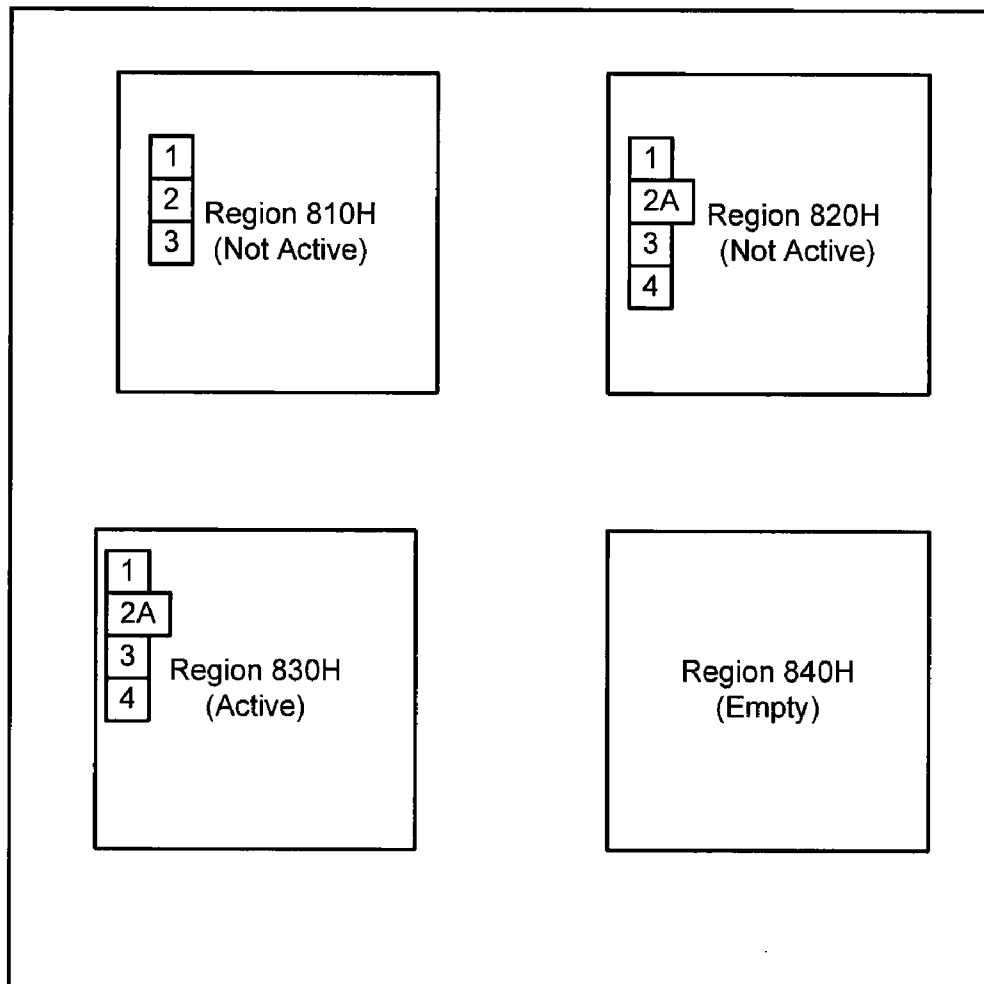 1
2
3
Region 810H
(Not Active)
1
2A
3
4
Region 820H
(Not Active)
1
2A
3
4
Region 830H
(Active)
Region 840H
(Empty)